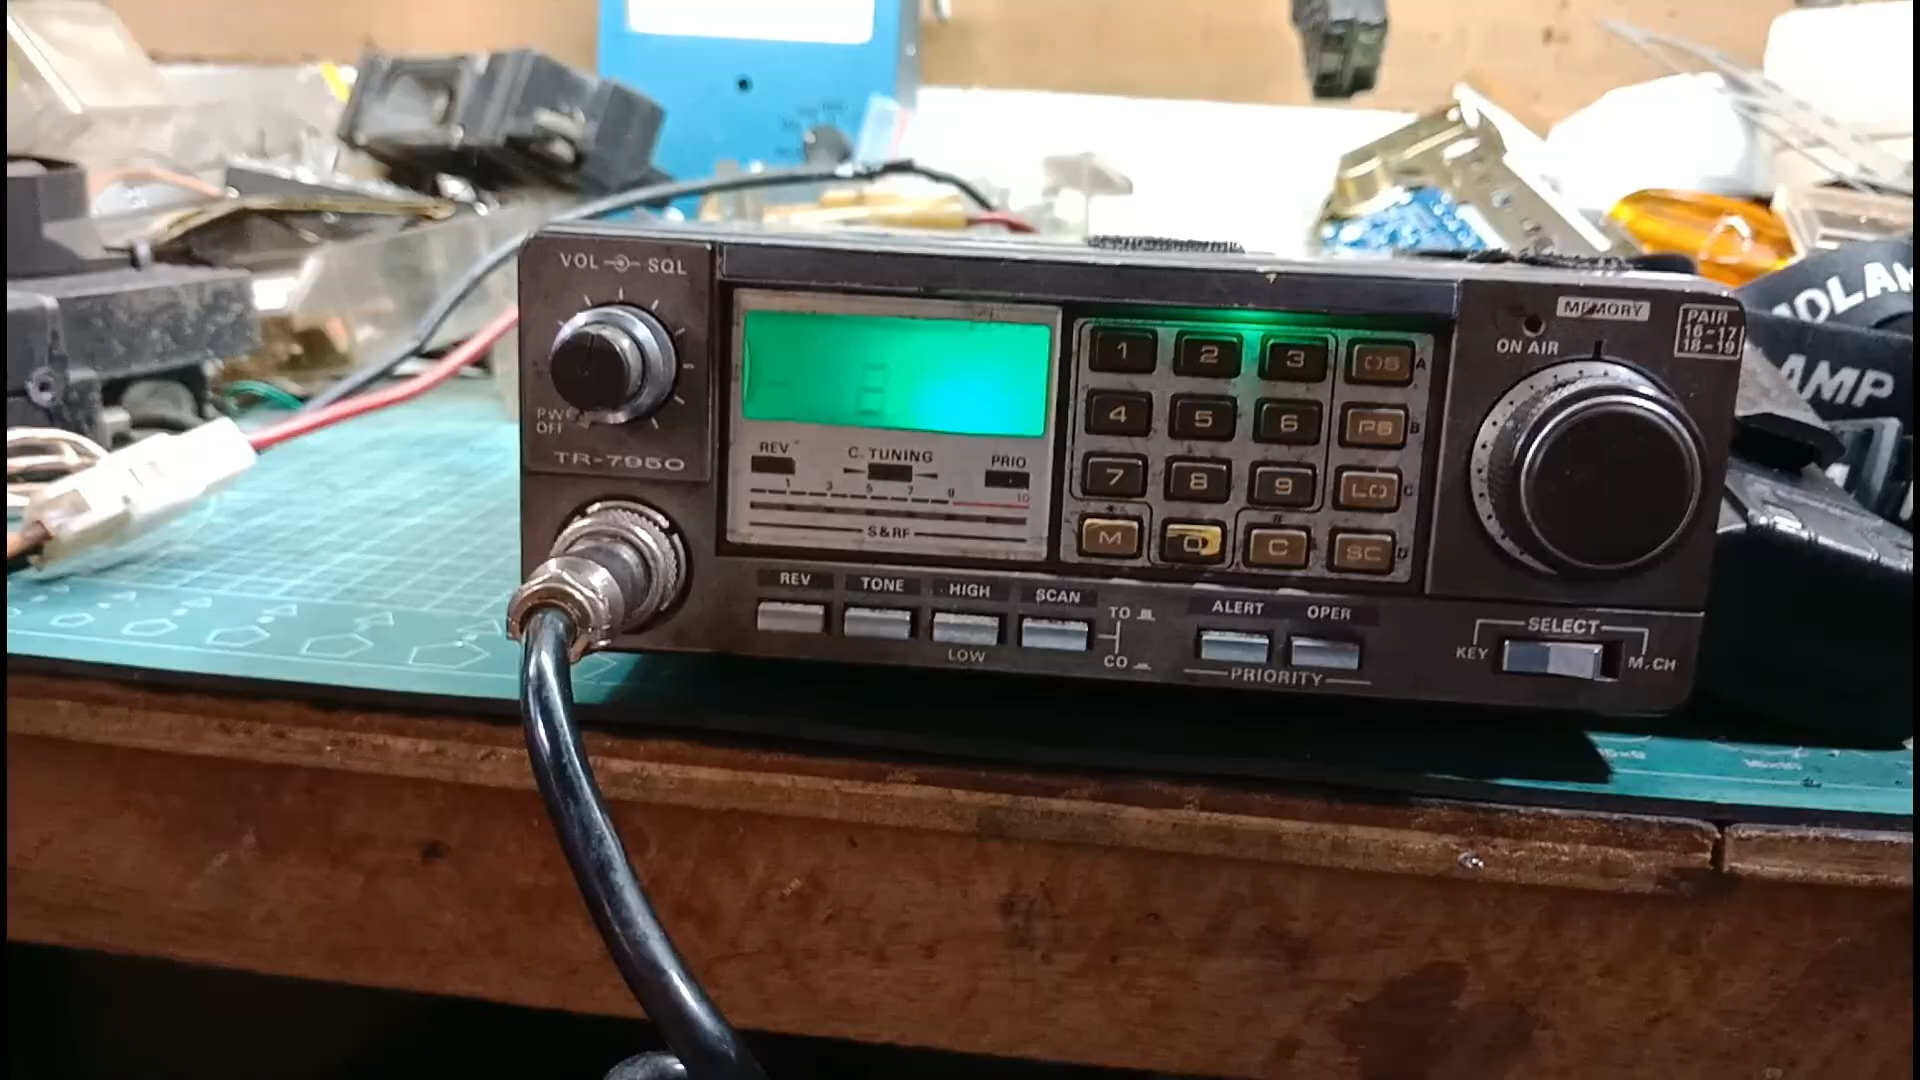 VOL SQL
PWR
OFF
TR-7950
REV C. TUNING PRIO
1 3 5 7 9 10
S&RF
1 2 3 DS A
4 5 6 PS B
7 8 9 LO C
M 0 C SC D
MEMORY
PAIR
16-17
18-19
ON AIR
REV TONE HIGH SCAN
LOW
TO
CO
ALERT OPER
PRIORITY
SELECT
KEY M.CH
ADLAM
AMP